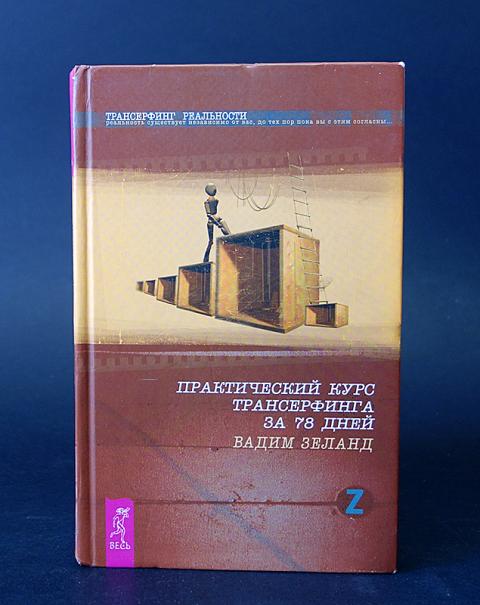 ТРАНСЕРФИНГ РЕАЛЬНОСТИ
реальность существует независимо от вас, до тех пор пока вы с этим согласны...
ПРАКТИЧЕСКИЙ КУРС
ТРАНСЕРФИНГА
ЗА 78 ДНЕЙ
ВАДИМ ЗЕЛАНД
Z
ВЕСЬ